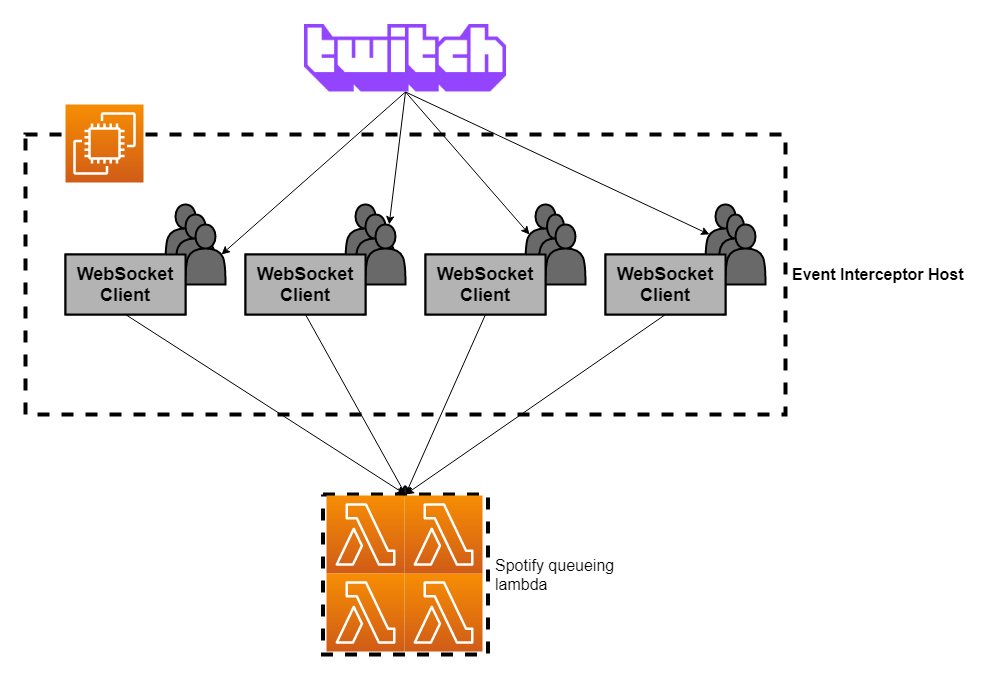 twitch
WebSocket
Client
WebSocket
Client
WebSocket
Client
WebSocket
Client
Event Interceptor Host
Spotify queueing
lambda